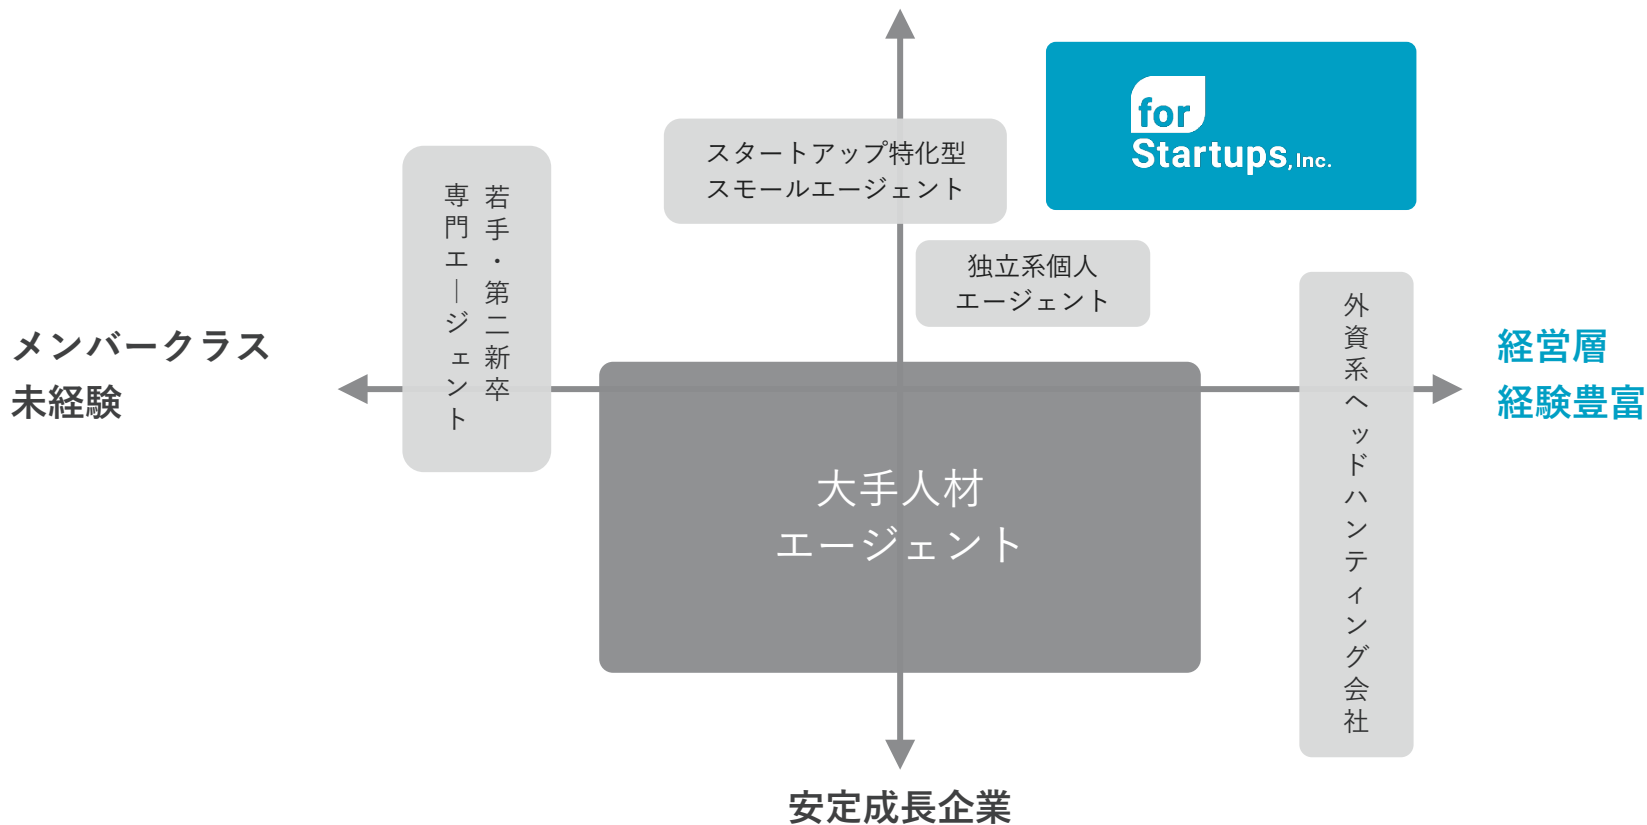 for
Startups, Inc.
スタートアップ特化型
スモールエージェント
若手・第二新卒
専門エージェント
独立系個人
エージェント
外資系ヘッドハンティング会社
メンバークラス
未経験
経営層
経験豊富
大手人材
エージェント
安定成長企業